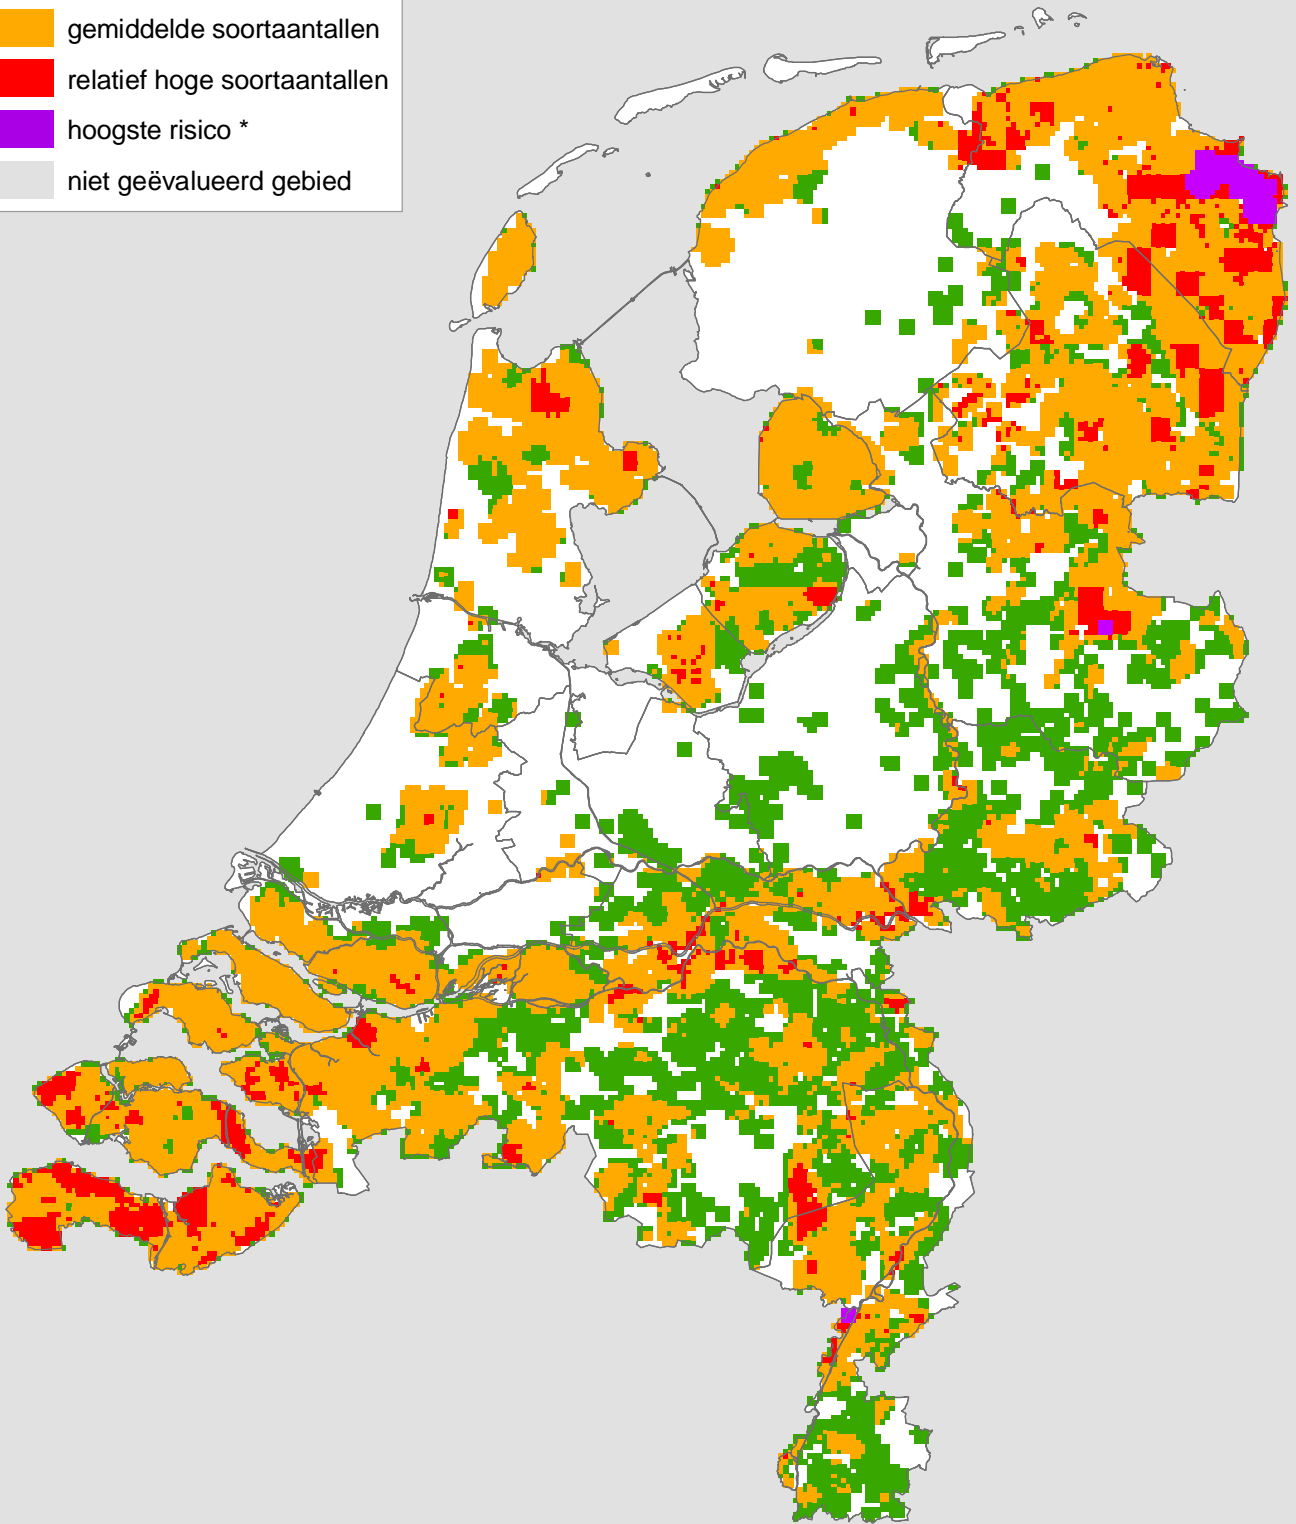 gemiddelde soortaantallen
relatief hoge soortaantallen
hoogste risico *
niet geëvalueerd gebied